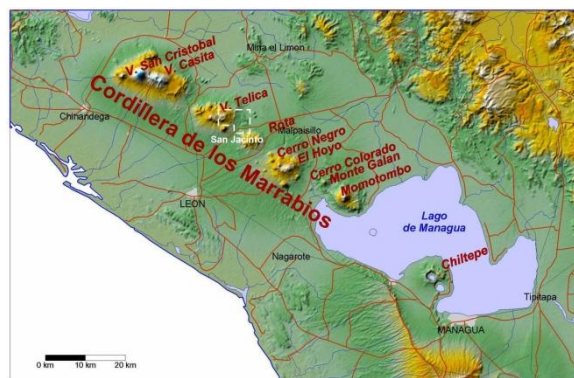 Mina el Limon
V. San Cristobal
V. Casita
Chinandega
V. Telica
Rota
San Jacinto
Malpaisillo
Cordillera de los Marrabios
Cerro Negro
El Hoyo
Cerro Colorado
Monte Galan
Momotombo
LEON
Lago
de Managua
Nagarote
Chiltepe
Tipitapa
MANAGUA
0 km 10 km 20 km